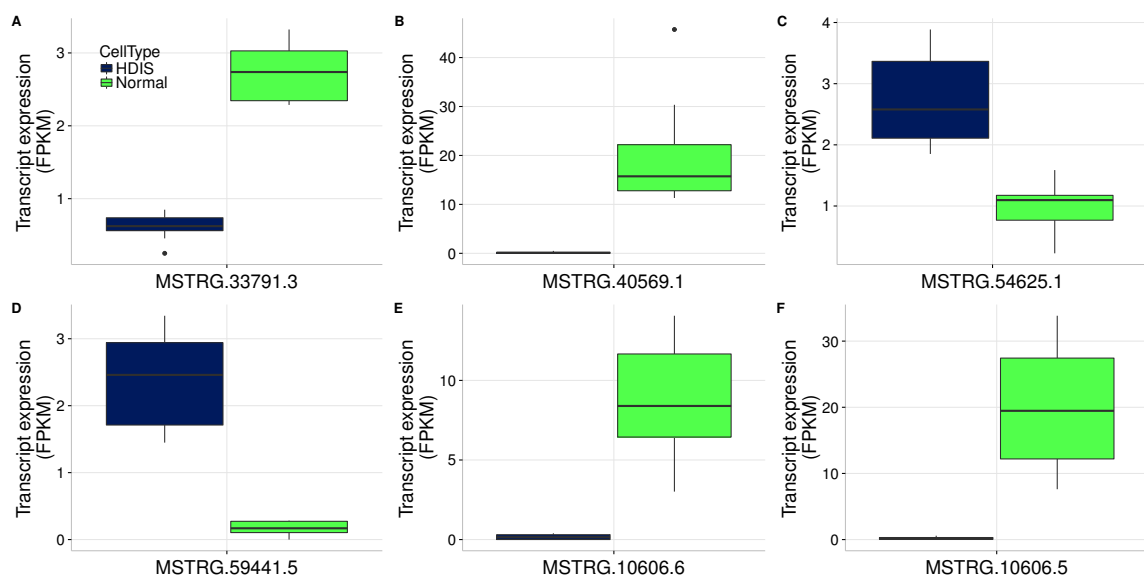 A
Transcript expression
(FPKM)
3
2
1
CellType
HDIS
Normal
MSTRG.33791.3
B
Transcript expression
(FPKM)
40
30
20
10
0
MSTRG.40569.1
C
Transcript expression
(FPKM)
4
3
2
1
MSTRG.54625.1
D
Transcript expression
(FPKM)
3
2
1
0
MSTRG.59441.5
E
Transcript expression
(FPKM)
10
5
0
MSTRG.10606.6
F
Transcript expression
(FPKM)
30
20
10
0
MSTRG.10606.5